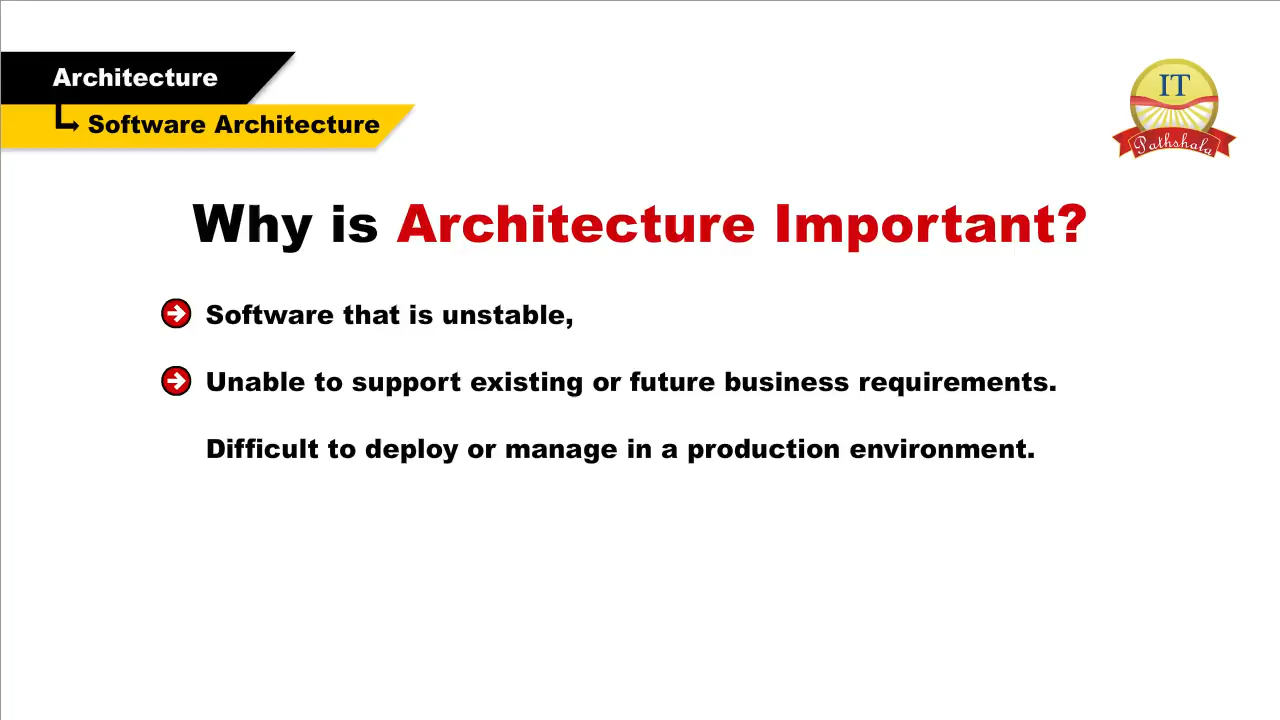 Architecture
Software Architecture
IT
Pathshala
Why is Architecture Important?
Software that is unstable,
Unable to support existing or future business requirements.
Difficult to deploy or manage in a production environment.